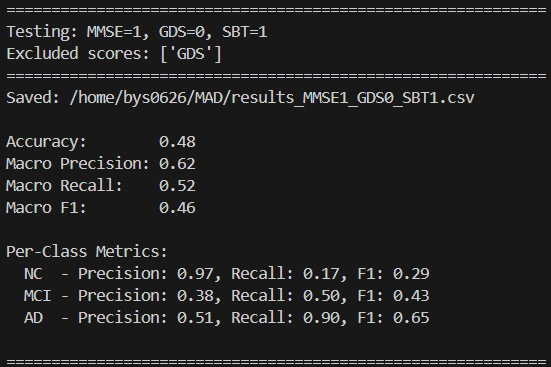 ============================================================
Testing: MMSE=1, GDS=0, SBT=1
Excluded scores: ['GDS']
============================================================
Saved: /home/bys0626/MAD/results_MMSE1_GDS0_SBT1.csv
Accuracy:        0.48
Macro Precision: 0.62
Macro Recall:    0.52
Macro F1:        0.46
Per-Class Metrics:
  NC  - Precision: 0.97, Recall: 0.17, F1: 0.29
  MCI - Precision: 0.38, Recall: 0.50, F1: 0.43
  AD  - Precision: 0.51, Recall: 0.90, F1: 0.65
============================================================